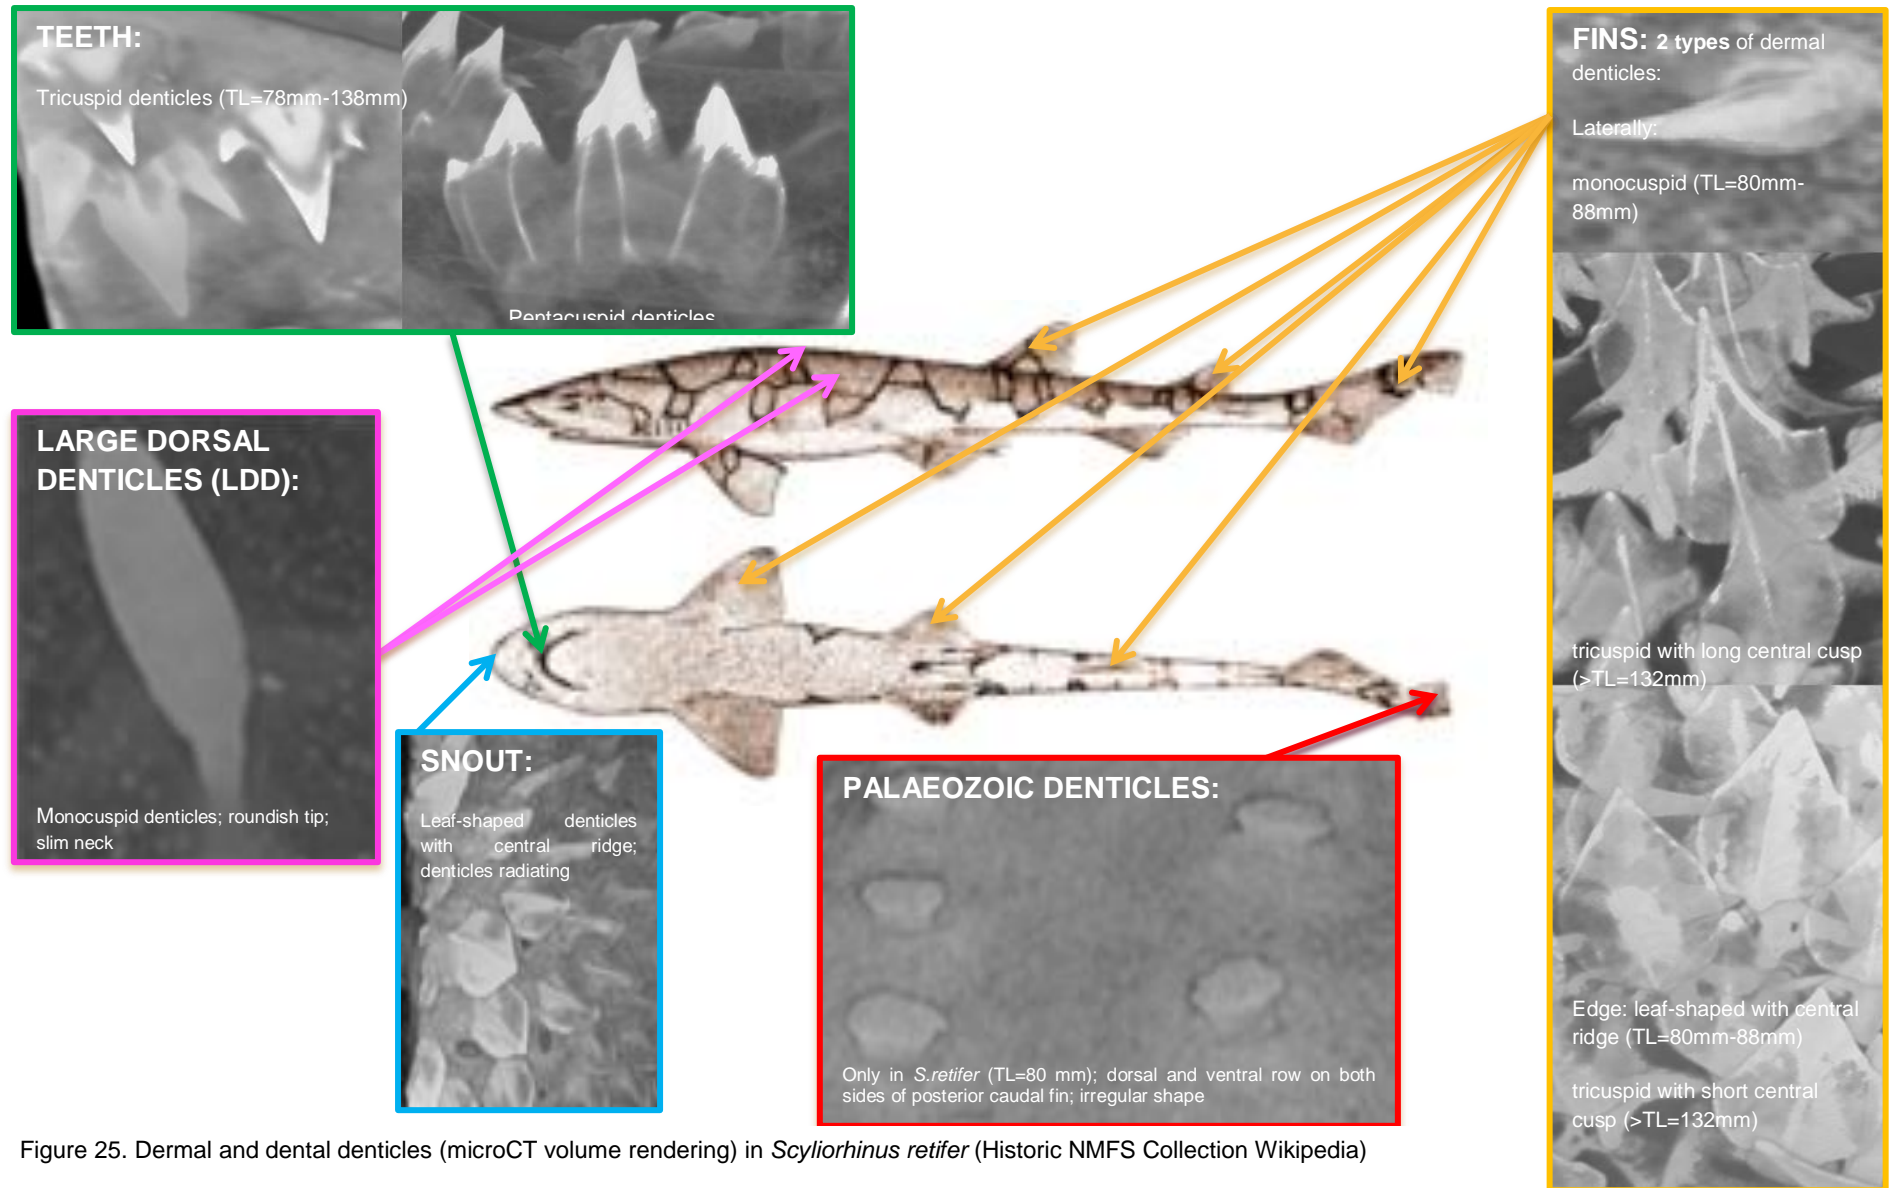 TEETH:
Tricuspid denticles (TL=78mm-138mm)
Pentacuspid denticles
LARGE DORSAL
DENTICLES (LDD):
Monocuspid denticles; roundish tip;
slim neck
SNOUT:
Leaf-shaped denticles
with central ridge;
denticles radiating
PALAEOZOIC DENTICLES:
Only in S.retifer (TL=80 mm); dorsal and ventral row on both
sides of posterior caudal fin; irregular shape
FINS: 2 types of dermal
denticles:
Laterally:
monocuspid (TL=80mm-
88mm)
tricuspid with long central cusp
(>TL=132mm)
Edge: leaf-shaped with central
ridge (TL=80mm-88mm)
tricuspid with short central
cusp (>TL=132mm)
Figure 25. Dermal and dental denticles (microCT volume rendering) in Scyliorhinus retifer (Historic NMFS Collection Wikipedia)